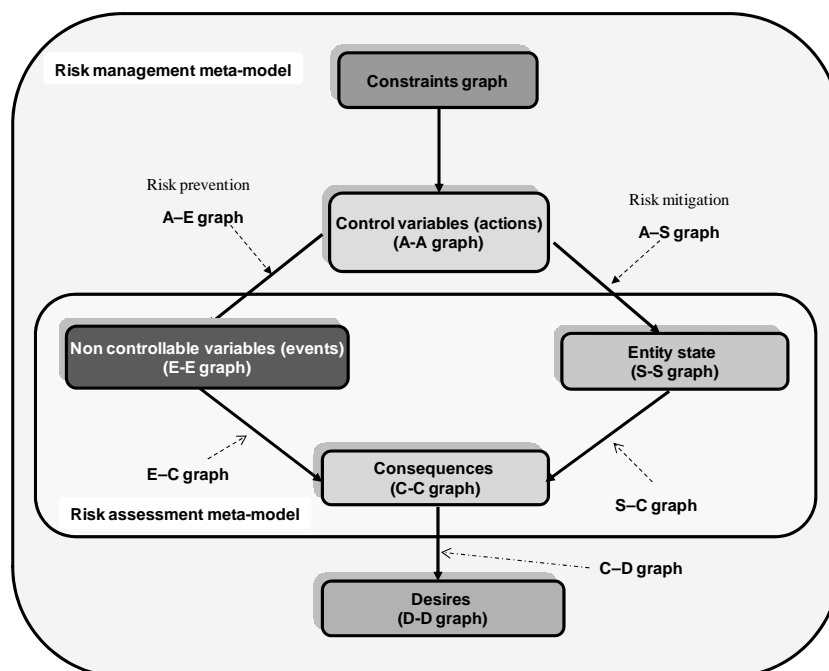 Risk management meta-model
Constraints graph
Risk prevention
A–E graph
Control variables (actions)
(A-A graph)
Risk mitigation
A–S graph
Non controllable variables (events)
(E-E graph)
Entity state
(S-S graph)
E–C graph
Consequences
(C-C graph)
S–C graph
Risk assessment meta-model
C–D graph
Desires
(D-D graph)